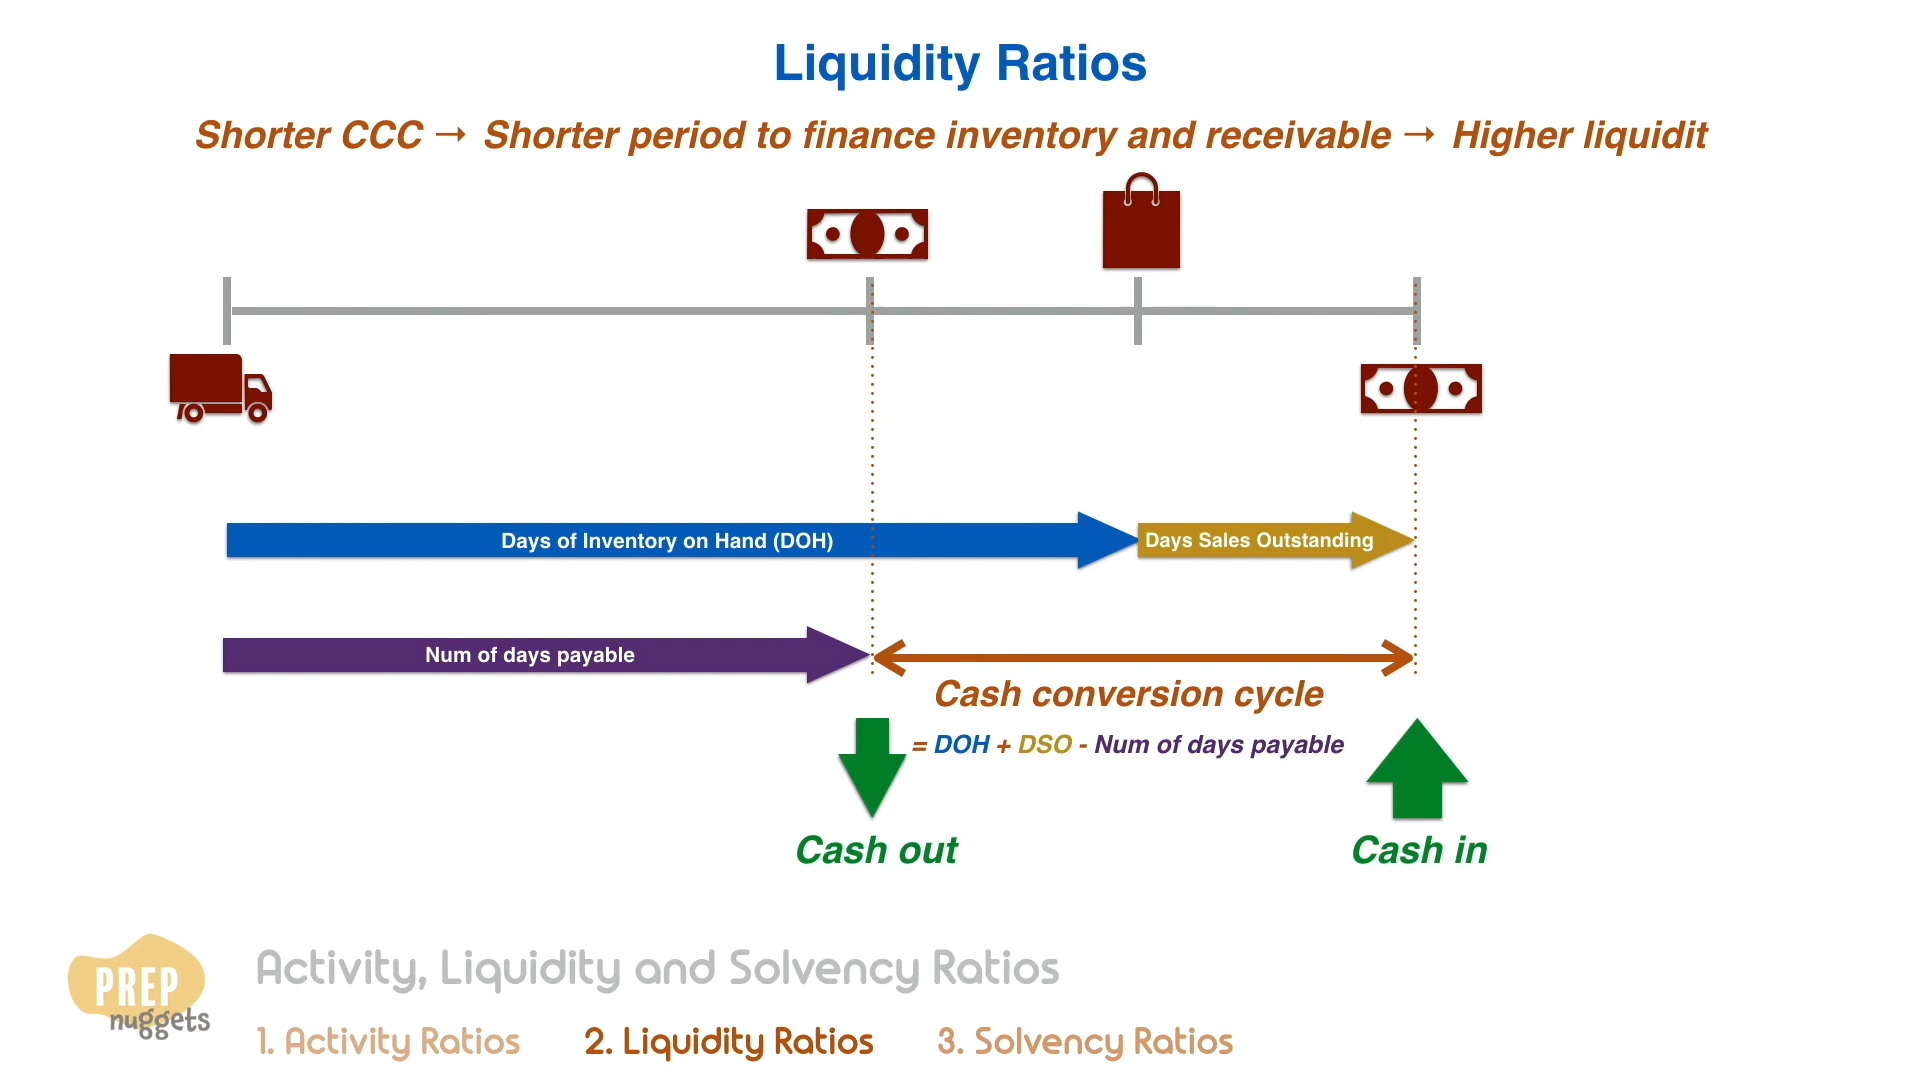 Liquidity Ratios
Shorter CCC → Shorter period to finance inventory and receivable → Higher liquidit
Days of Inventory on Hand (DOH)
Days Sales Outstanding
Num of days payable
Cash conversion cycle
= DOH + DSO - Num of days payable
Cash out
Cash in
PREP
nuggets
Activity, Liquidity and Solvency Ratios
1. Activity Ratios
2. Liquidity Ratios
3. Solvency Ratios